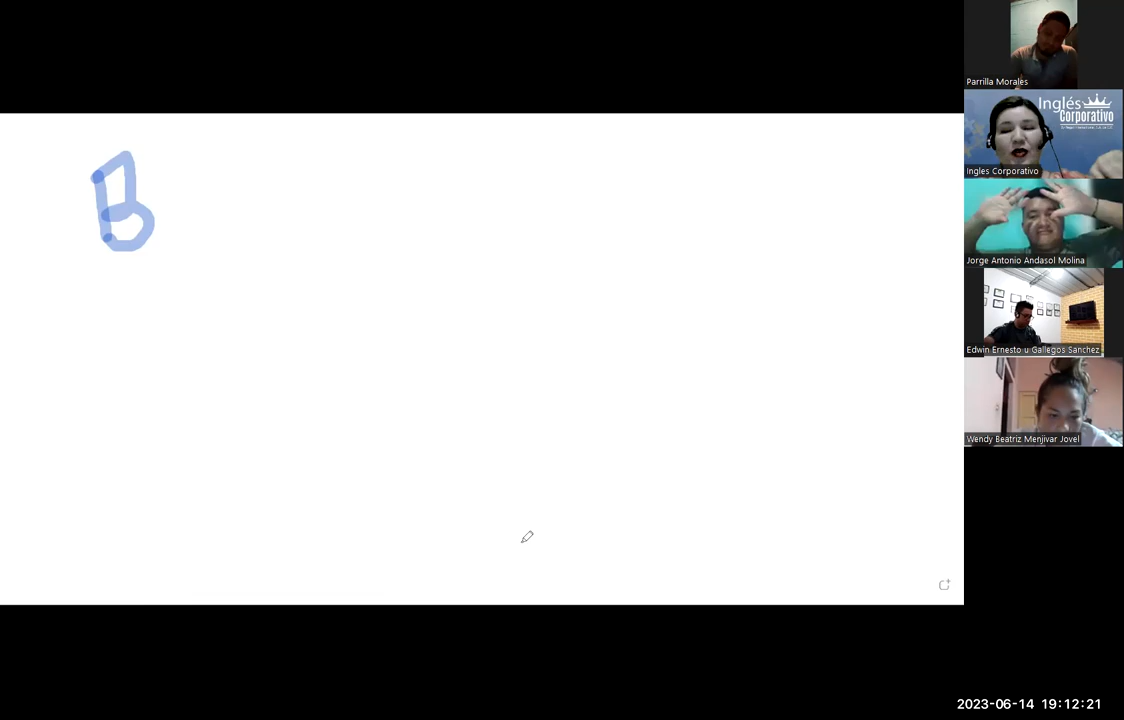 B
Parrilla Morales
Inglés
Corporativo
Ingles Corporativo
Jorge Antonio Andasol Molina
Edwin Ernesto u Gallegos Sanchez
Wendy Beatriz Menjivar Jovel
2023-06-14 19:12:21